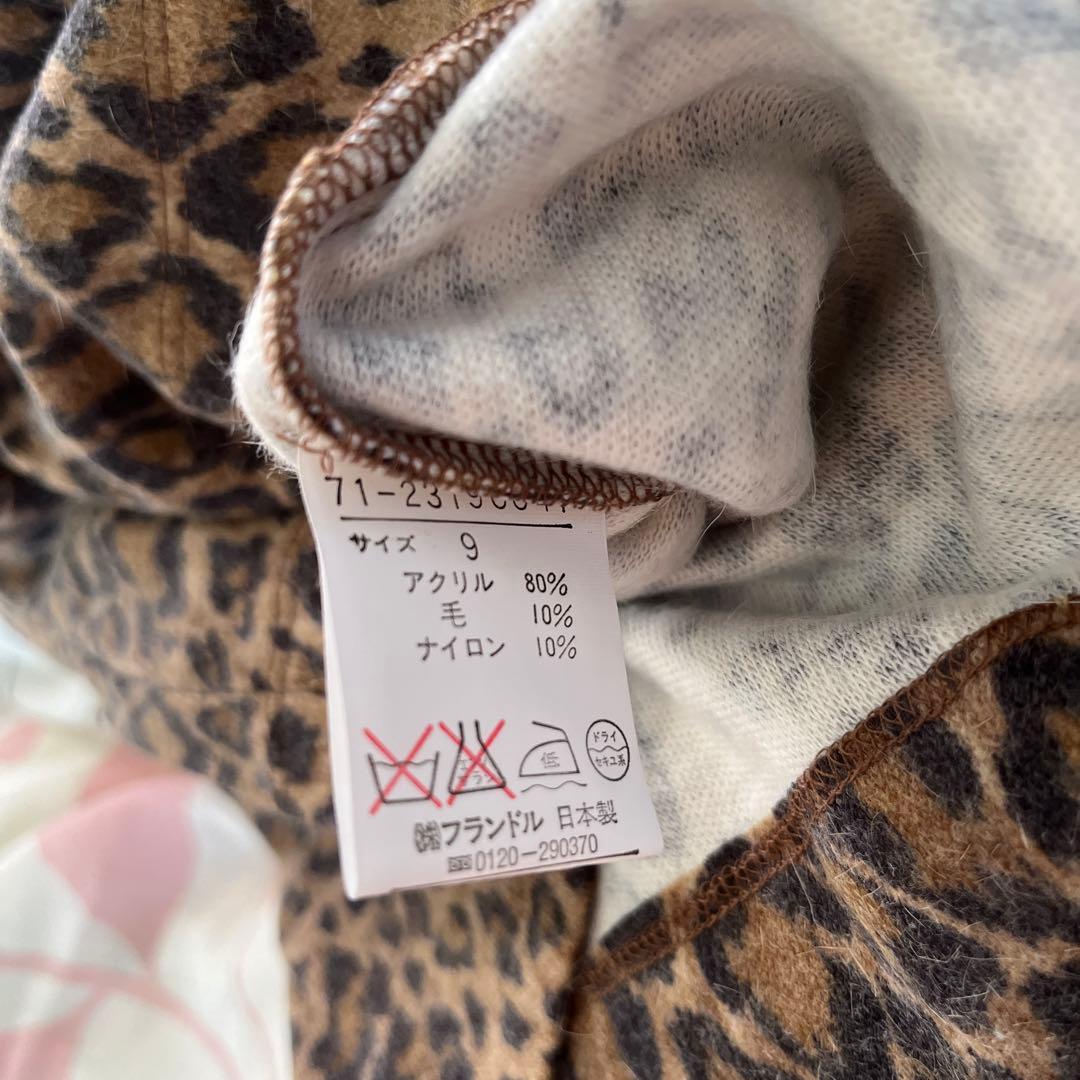 サイズ 9
アクリル 80%
毛 10%
ナイロン 10%
低
ドライ
セキユ系
㈱フランドル 日本製
0120-290370